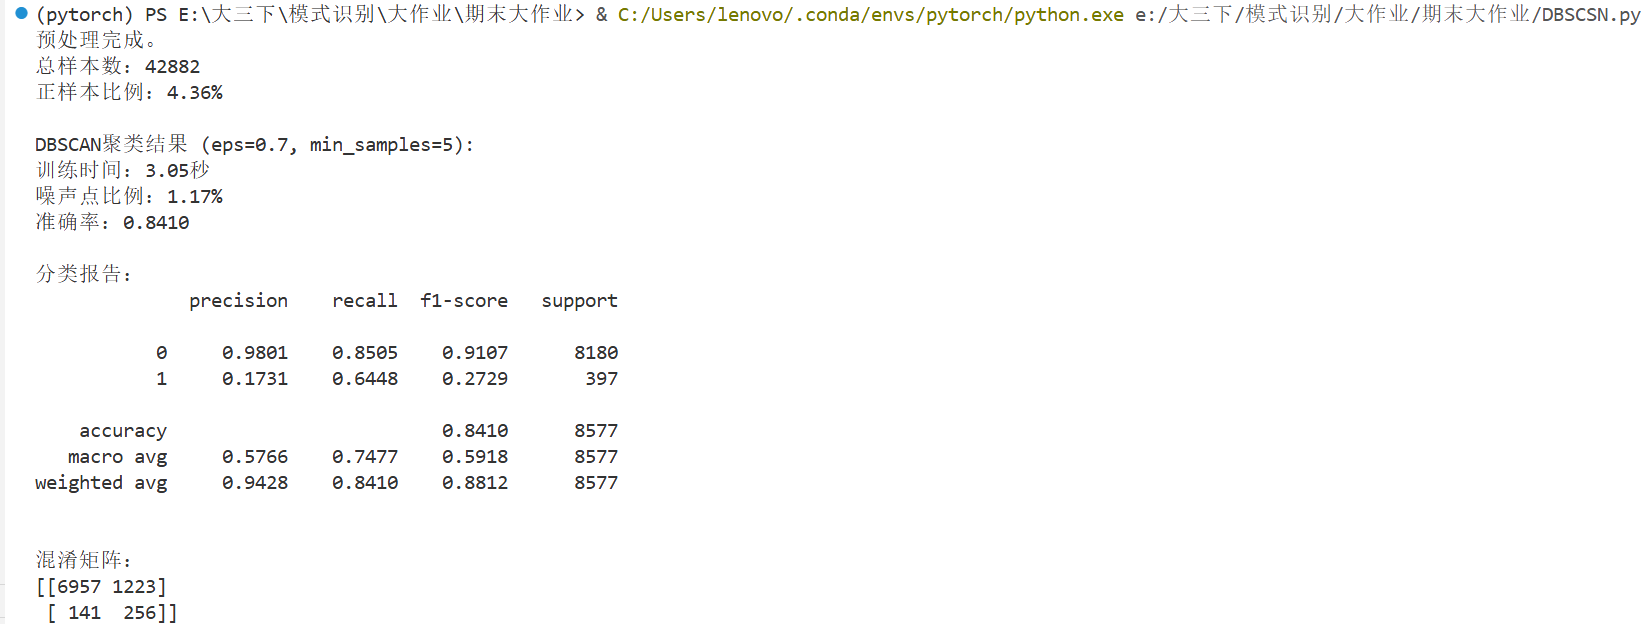 (pytorch) PS E:\大三下\模式识别\大作业\期末大作业> & C:/Users/lenovo/.conda/envs/pytorch/python.exe e:/大三下/模式识别/大作业/期末大作业/DBSCSN.py
预处理完成。
总样本数: 42882
正样本比例: 4.36%
DBSCAN聚类结果 (eps=0.7, min_samples=5):
训练时间: 3.05秒
噪声点比例: 1.17%
准确率: 0.8410
分类报告:
precision recall f1-score support
0 0.9801 0.8505 0.9107 8180
1 0.1731 0.6448 0.2729 397
accuracy 0.8410 8577
macro avg 0.5766 0.7477 0.5918 8577
weighted avg 0.9428 0.8410 0.8812 8577
混淆矩阵:
[[6957 1223]
[ 141 256]]